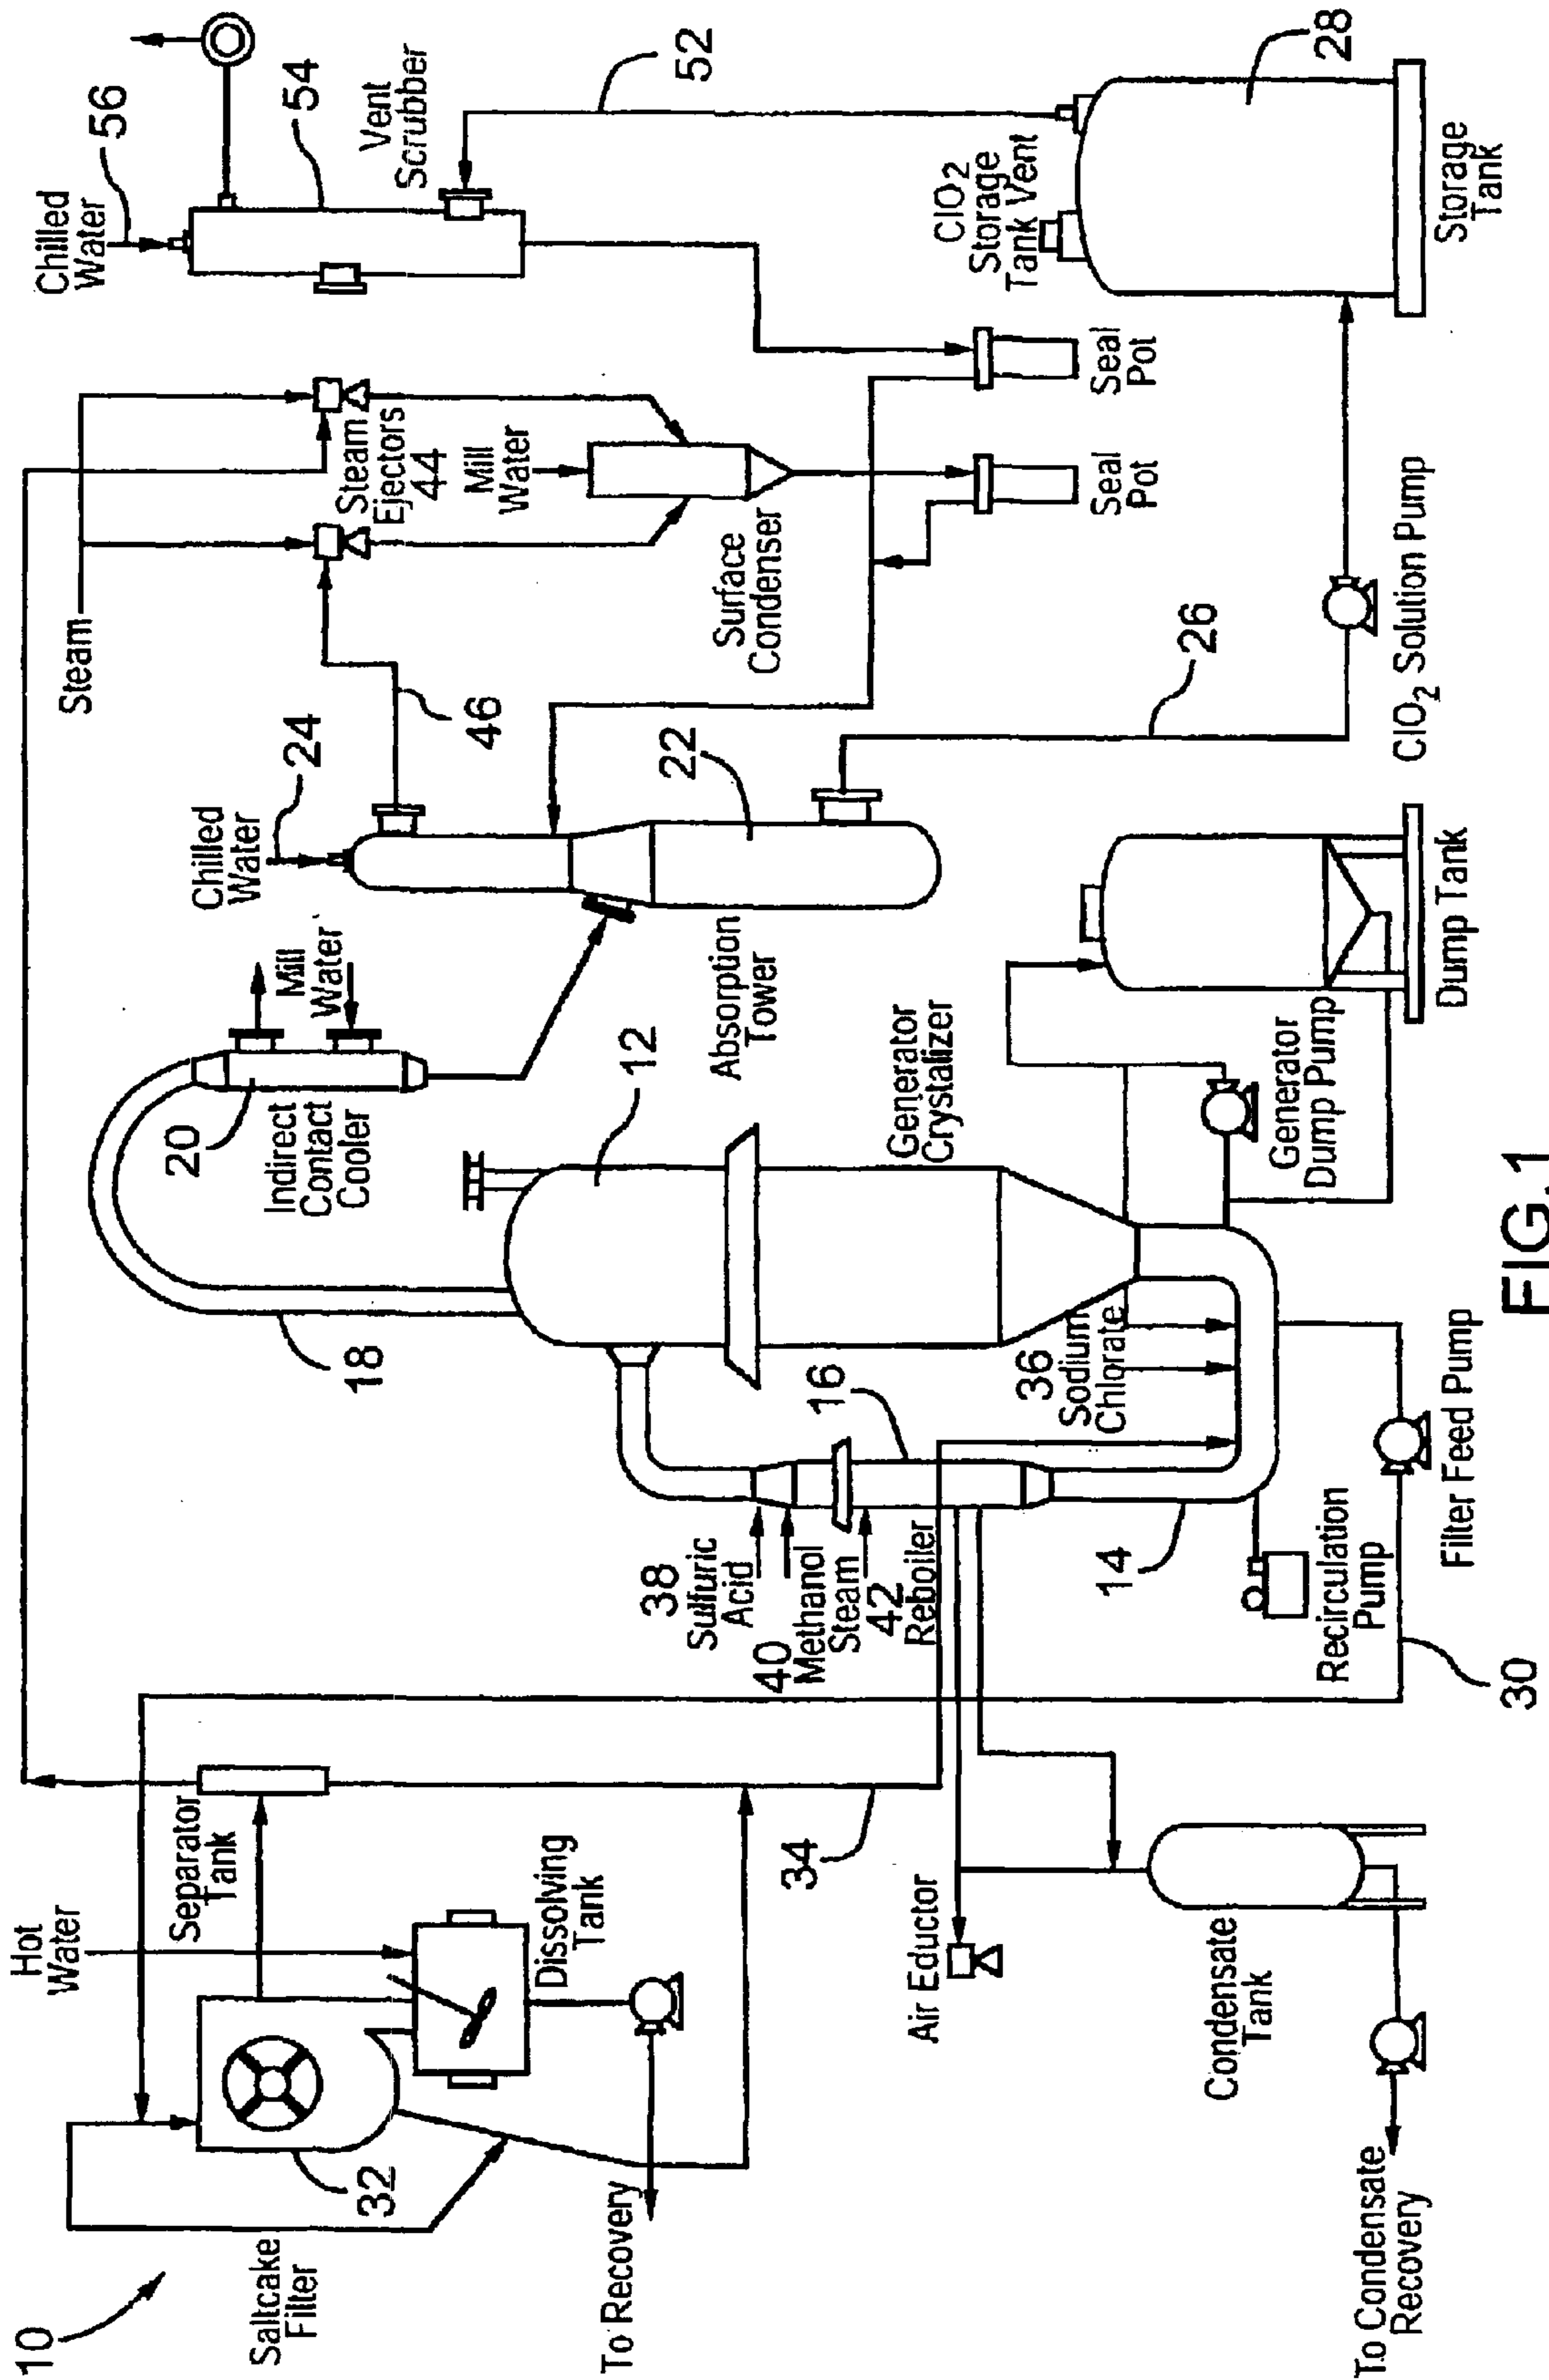 10
Saltcake
Filter
32
Hot
Water
Separator
Tank
Dissolving
Tank
To Recovery
34
Air Eductor
Condensate
Tank
To Condensate
Recovery
30
18
20
Indirect
Contact
Cooler
Mill
Water
38
Sulfuric
Acid
40
Methanol
Steam
42
Reboiler
16
14
Recirculation
Pump
Filter Feed Pump
36
Sodium
Chlorate
12
Generator
Crystalizer
Generator
Dump Pump
Dump Tank
Chilled
Water
24
Absorption
Tower
22
46
Steam
Steam
Ejectors
44
Mill
Water
Surface
Condenser
Seal
Pot
Seal
Pot
26
ClO2 Solution Pump
Chilled
Water
56
54
Vent
Scrubber
52
ClO2
Storage
Tank Vent
28
Storage
Tank
FIG.1